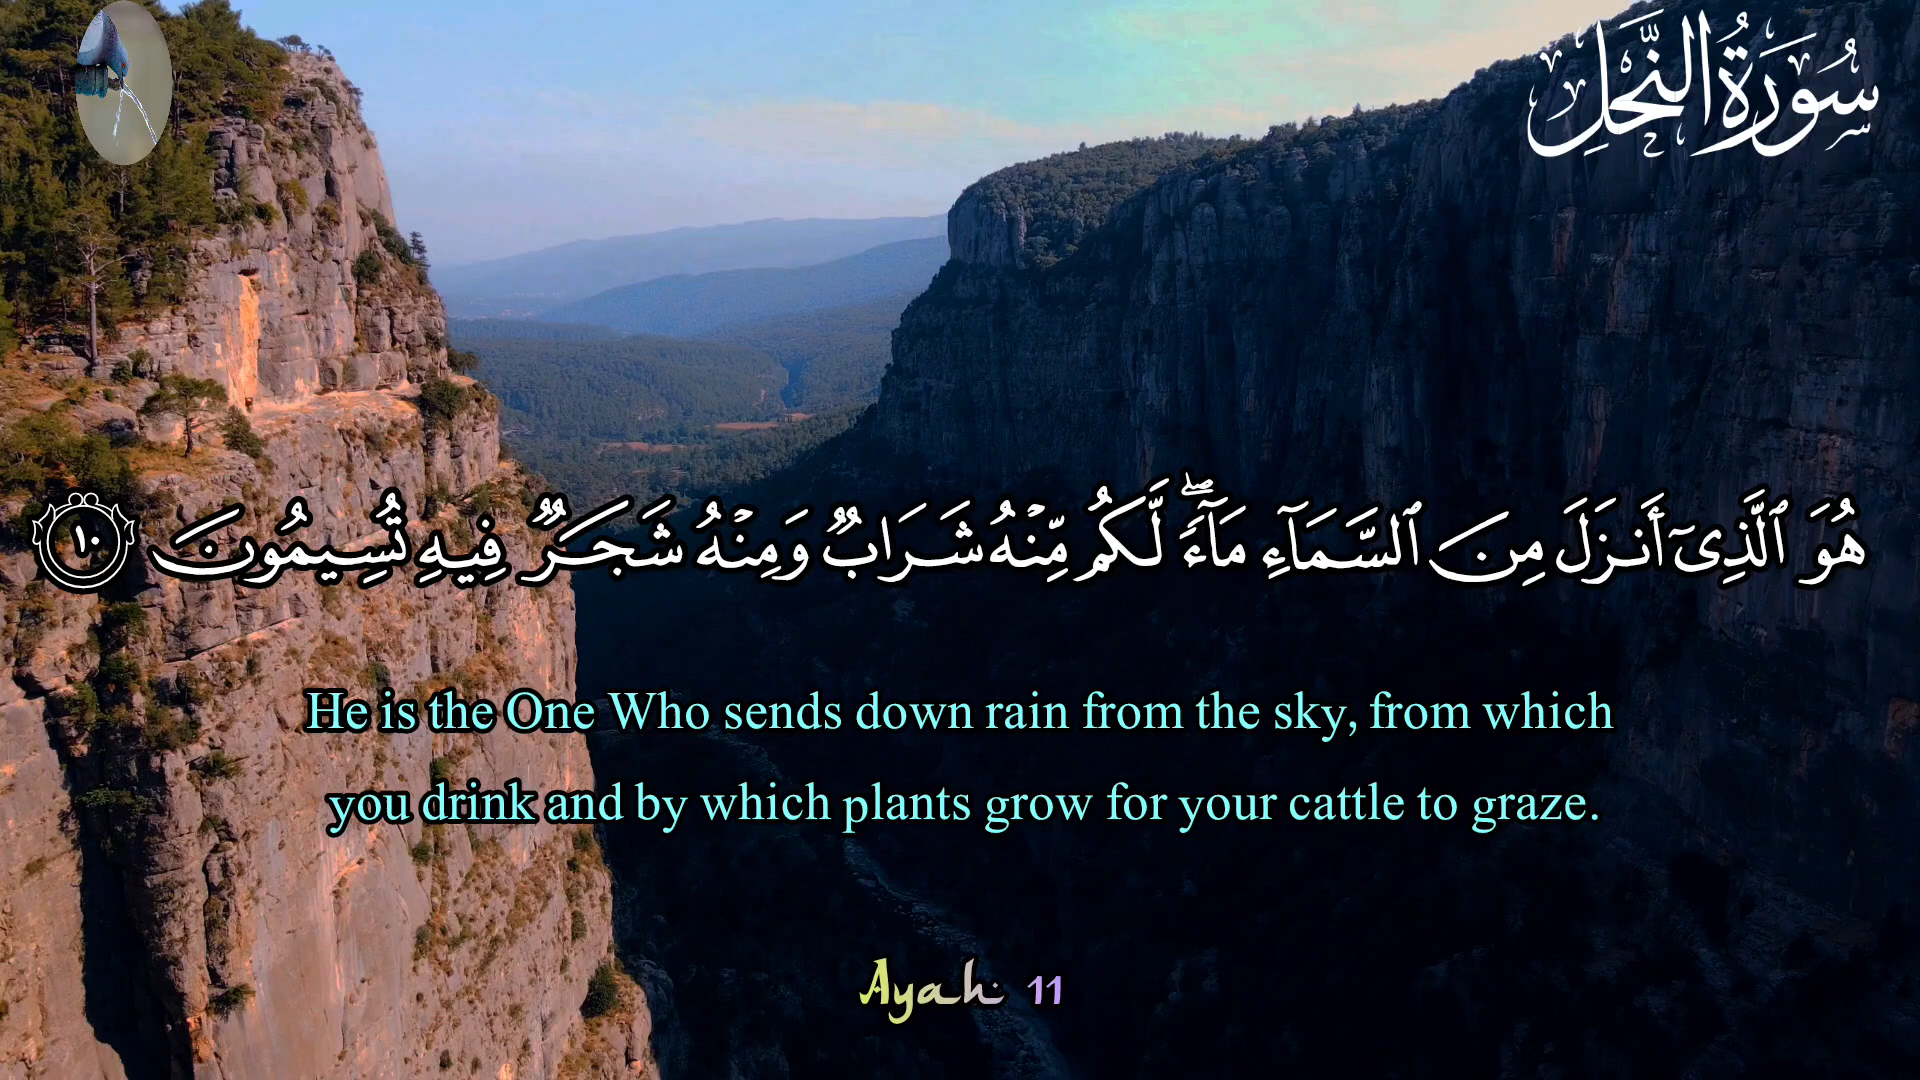 سُورَةُ النَّحْلِ
هُوَ ٱلَّذِىٓ أَنزَلَ مِنَ ٱلسَّمَآءِ مَآءًۖ لَّكُم مِّنْهُ شَرَابٌ وَمِنْهُ شَجَرٌ فِيهِ تُسِيمُونَ ١٠
He is the One Who sends down rain from the sky, from which
you drink and by which plants grow for your cattle to graze.
Ayah 11